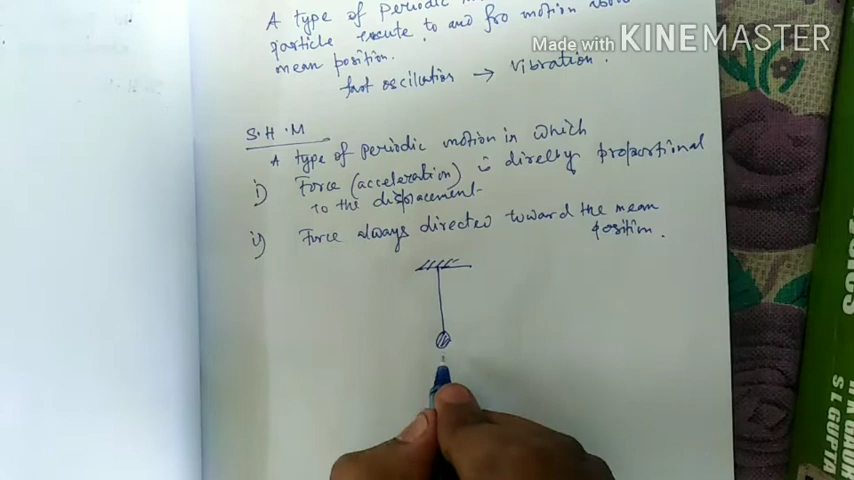 A type of periodic
particle execute to and fro motion about
mean position.
fast oscillation → Vibration.
Made with KINEMASTER
S.H.M
A type of periodic motion in which
i) Force (acceleration) is direlby proportional
to the displacement
ii) Force always directed toward the mean
position.
S L GUPTA